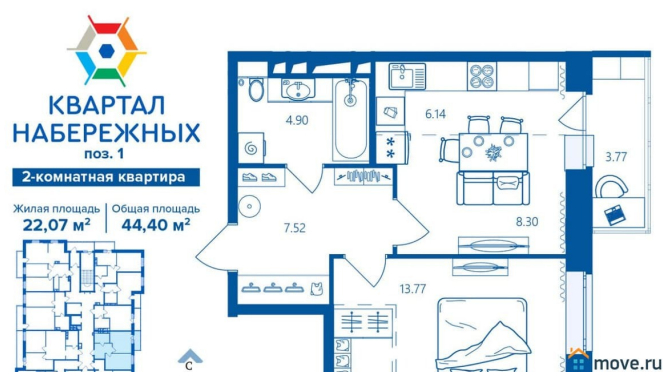 КВАРТАЛ
НАБЕРЕЖНЫХ
поз. 1
2-комнатная квартира
Жилая площадь
22,07 м²
Общая площадь
44,40 м²
4.90
6.14
3.77
7.52
8.30
13.77
С
move.ru